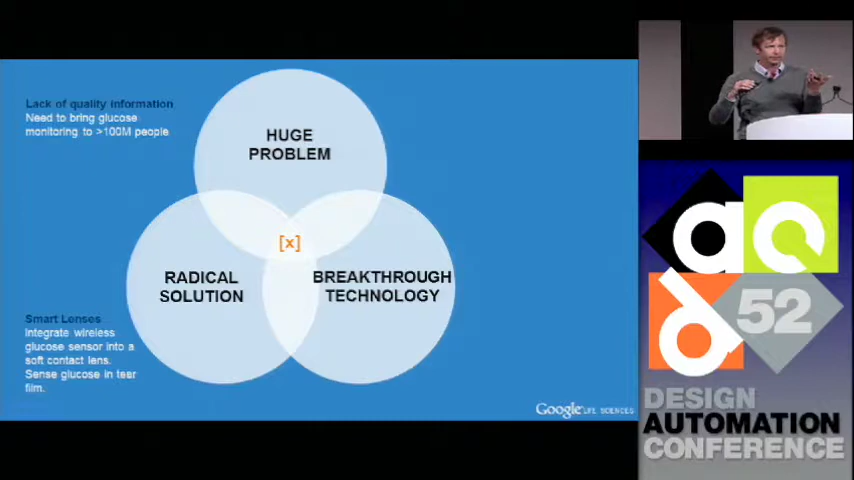 Lack of quality information
Need to bring glucose
monitoring to >100M people
HUGE
PROBLEM
[x]
RADICAL
SOLUTION
BREAKTHROUGH
TECHNOLOGY
Smart Lenses
Integrate wireless
glucose sensor into a
soft contact lens.
Sense glucose in tear
film.
Google LIFE SCIENCES
dac
52
DESIGN
AUTOMATION
CONFERENCE